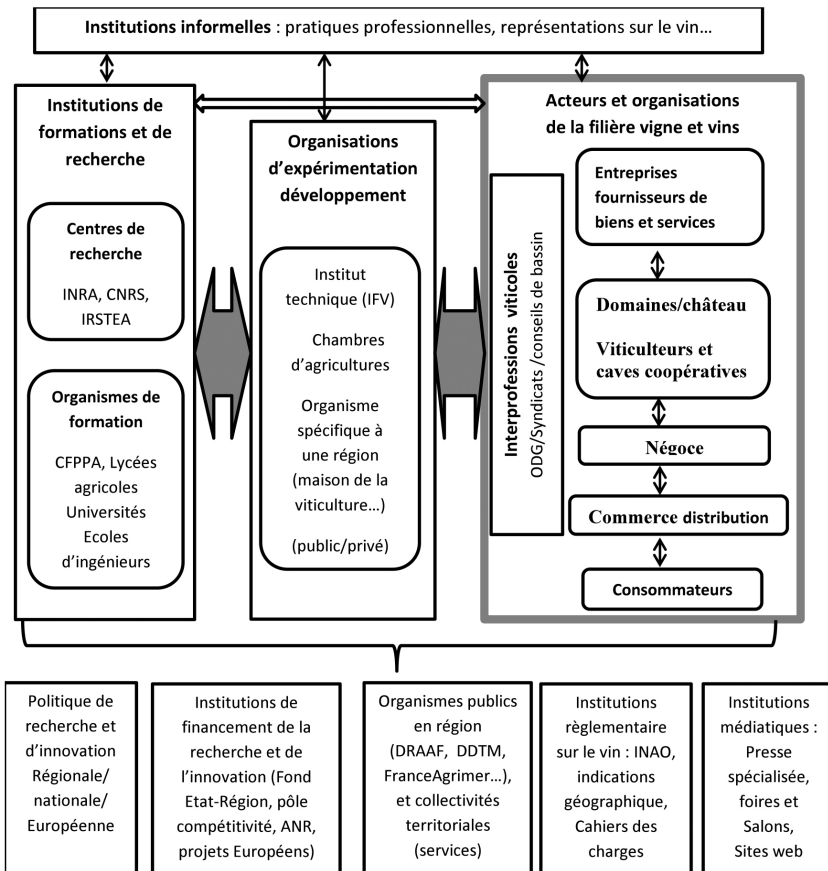 Institutions informelles : pratiques professionnelles, représentations sur le vin…
Institutions de
formations et de
recherche
Centres de
recherche
INRA, CNRS,
IRSTEA
Organismes de
formation
CFPPA, Lycées
agricoles
Universités
Ecoles
d’ingénieurs
Organisations
d’expérimentation
développement
Institut
technique (IFV)
Chambres
d’agricultures
Organisme
spécifique à
une région
(maison de la
viticulture…)
(public/privé)
Acteurs et organisations
de la filière vigne et vins
Interprofessions viticoles
ODG/Syndicats /conseils de bassin
Entreprises
fournisseurs de
biens et services
Domaines/château
Viticulteurs et
caves coopératives
Négoce
Commerce distribution
Consommateurs
Politique de
recherche et
d’innovation
Régionale/
nationale/
Européenne
Institutions de
financement de la
recherche et de
l’innovation (Fond
Etat-Région, pôle
compétitivité, ANR,
projets Européens)
Organismes publics
en région
(DRAAF, DDTM,
FranceAgrimer…),
et collectivités
territoriales
(services)
Institutions
règlementaire
sur le vin : INAO,
indications
géographique,
Cahiers des
charges
Institutions
médiatiques :
Presse
spécialisée,
foires et
Salons,
Sites web